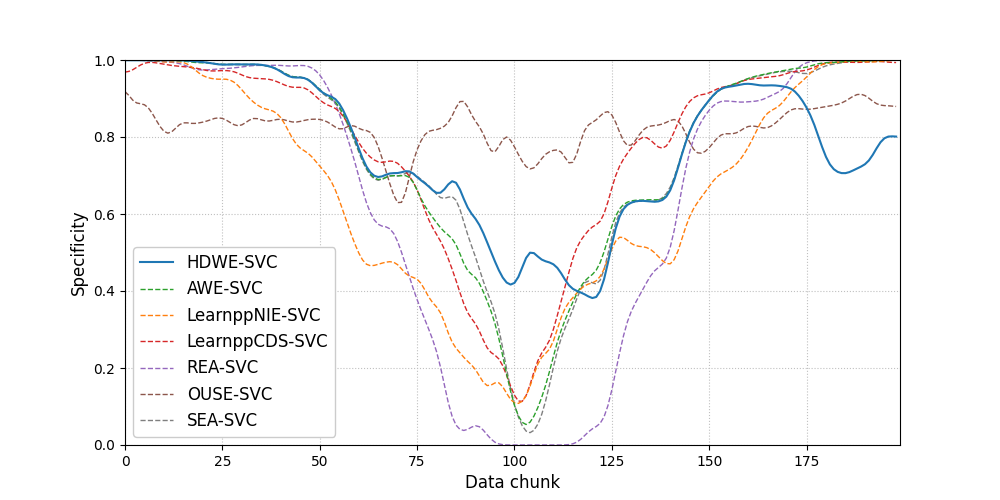 1.0
0.8
0.6
0.4
0.2
0.0
Specificity
HDWE-SVC
AWE-SVC
LearnppNIE-SVC
LearnppCDS-SVC
REA-SVC
OUSE-SVC
SEA-SVC
0 25 50 75 100 125 150 175
Data chunk